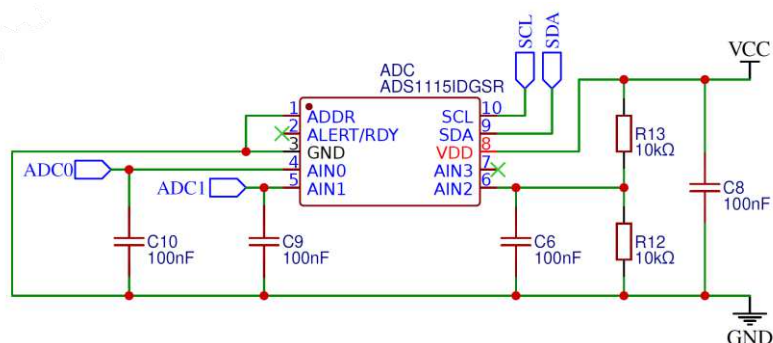 SCL
SDA
VCC
ADC
ADS1115IDGSR
1 ADDR SCL 10
2 ALERT/RDY SDA 9
3 GND VDD 8
4 AIN0 AIN3 7
5 AIN1 AIN2 6
ADC0
ADC1
R13
10kΩ
C8
100nF
C10
100nF
C9
100nF
C6
100nF
R12
10kΩ
GND